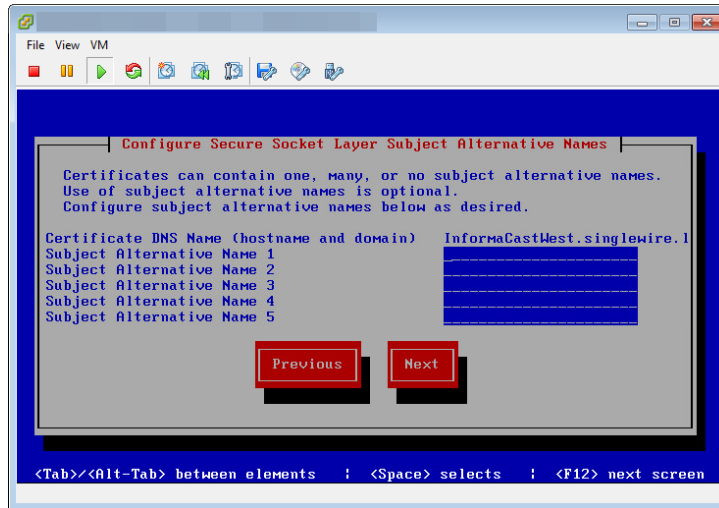 File View VM
Configure Secure Socket Layer Subject Alternative Names
Certificates can contain one, many, or no subject alternative names.
Use of subject alternative names is optional.
Configure subject alternative names below as desired.
Certificate DNS Name (hostname and domain) InformaCastWest.singlewire.l
Subject Alternative Name 1
Subject Alternative Name 2
Subject Alternative Name 3
Subject Alternative Name 4
Subject Alternative Name 5
Previous Next
<Tab>/<Alt-Tab> between elements ¦ <Space> selects ¦ <F12> next screen